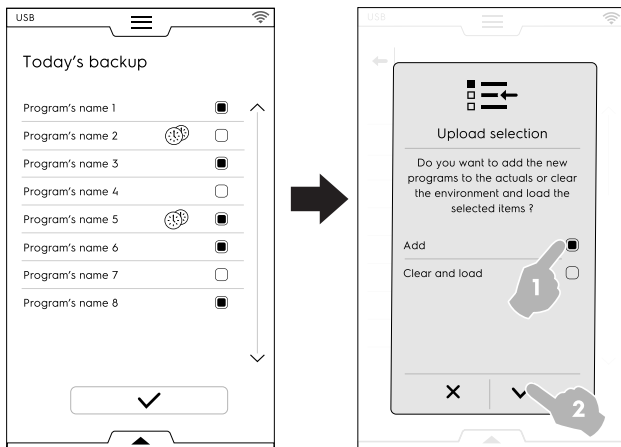 USB
Today's backup
Program's name 1
Program's name 2
Program's name 3
Program's name 4
Program's name 5
Program's name 6
Program's name 7
Program's name 8
USB
Upload selection
Do you want to add the new
programs to the actuals or clear
the environment and load the
selected items ?
Add
Clear and load
1
2